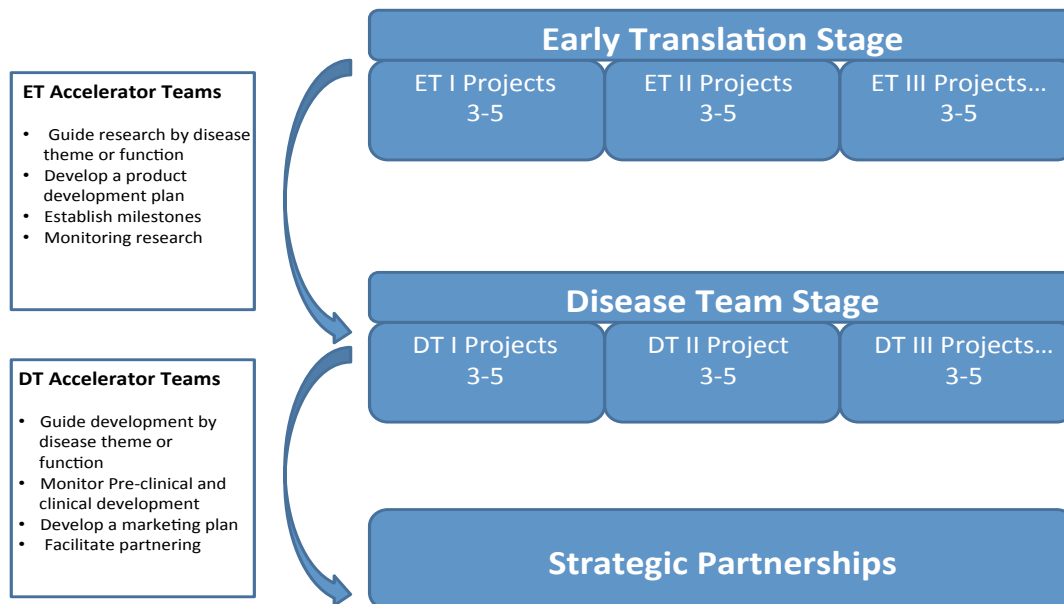 Early Translation Stage
ET I Projects
3-5
ET II Projects
3-5
ET III Projects...
3-5
ET Accelerator Teams
• Guide research by disease
theme or function
• Develop a product
development plan
• Establish milestones
• Monitoring research
Disease Team Stage
DT I Projects
3-5
DT II Project
3-5
DT III Projects...
3-5
DT Accelerator Teams
• Guide development by
disease theme or
function
• Monitor Pre-clinical and
clinical development
• Develop a marketing plan
• Facilitate partnering
Strategic Partnerships